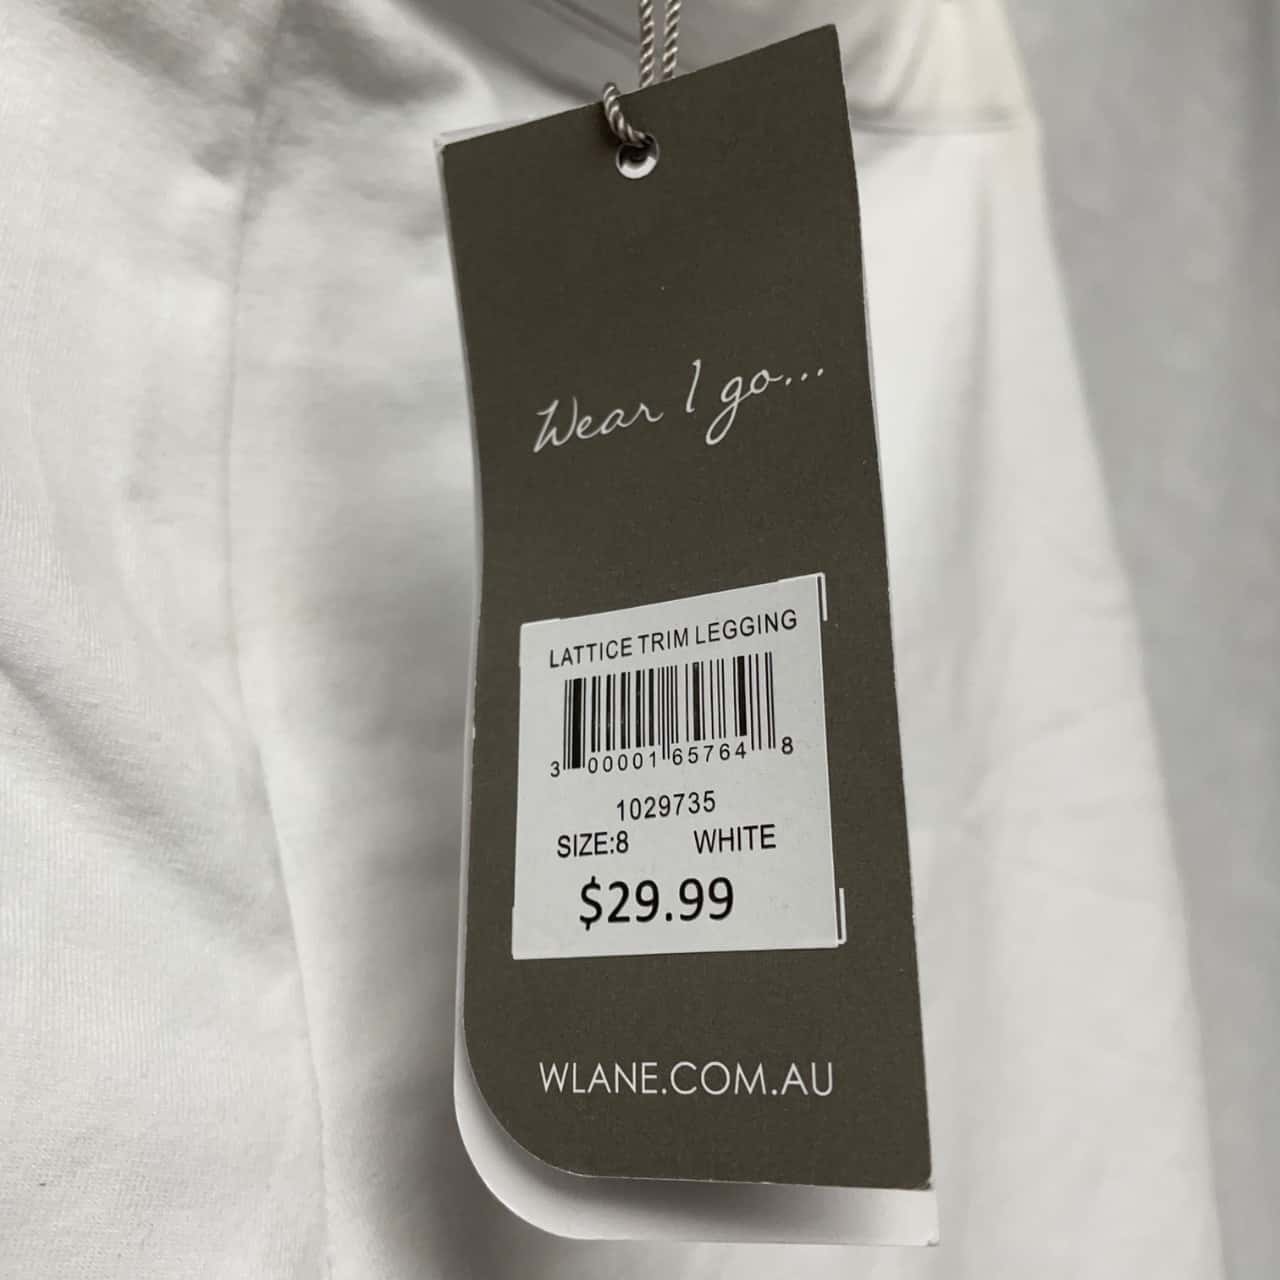 Wear I go...
LATTICE TRIM LEGGING
3 00001 65764 8
1029735
SIZE:8 WHITE
$29.99
WLANE.COM.AU